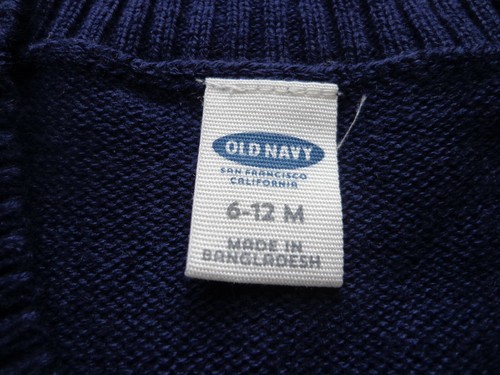 OLD NAVY
SAN FRANCISCO
CALIFORNIA
6-12 M
MADE IN
BANGLADESH